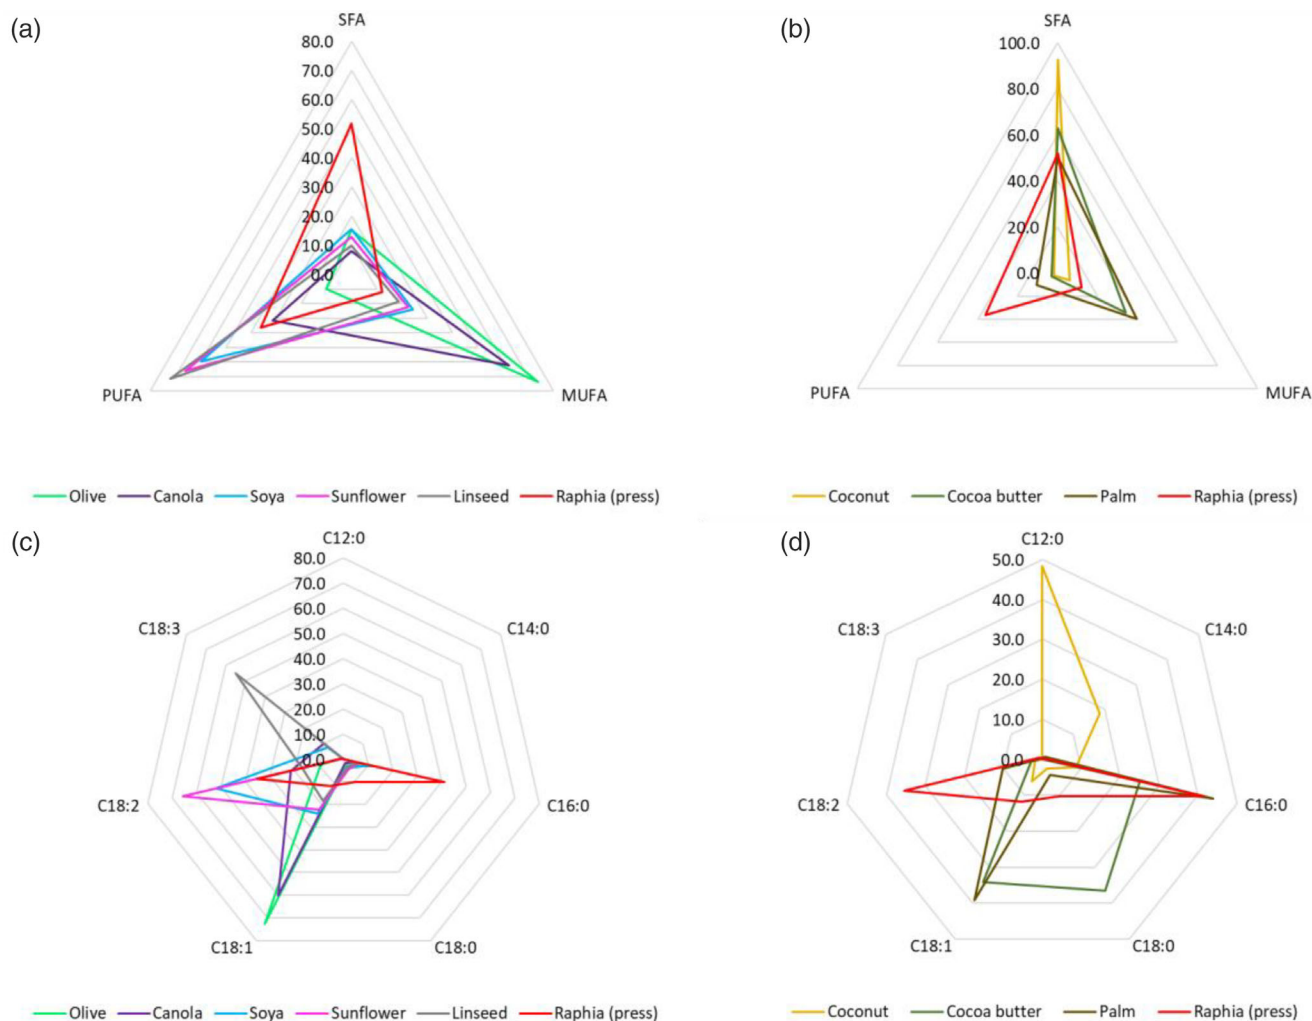 (a)
SFA
80.0
70.0
60.0
50.0
40.0
30.0
20.0
10.0
0.0
PUFA
MUFA
Olive Canola Soya Sunflower Linseed Raphia (press)
(b)
SFA
100.0
80.0
60.0
40.0
20.0
0.0
PUFA
MUFA
Coconut Cocoa butter Palm Raphia (press)
(c)
C12:0
80.0
70.0
60.0
50.0
40.0
30.0
20.0
10.0
0.0
C18:3
C14:0
C18:2
C16:0
C18:1
C18:0
Olive Canola Soya Sunflower Linseed Raphia (press)
(d)
C12:0
50.0
40.0
30.0
20.0
10.0
0.0
C18:3
C14:0
C18:2
C16:0
C18:1
C18:0
Coconut Cocoa butter Palm Raphia (press)